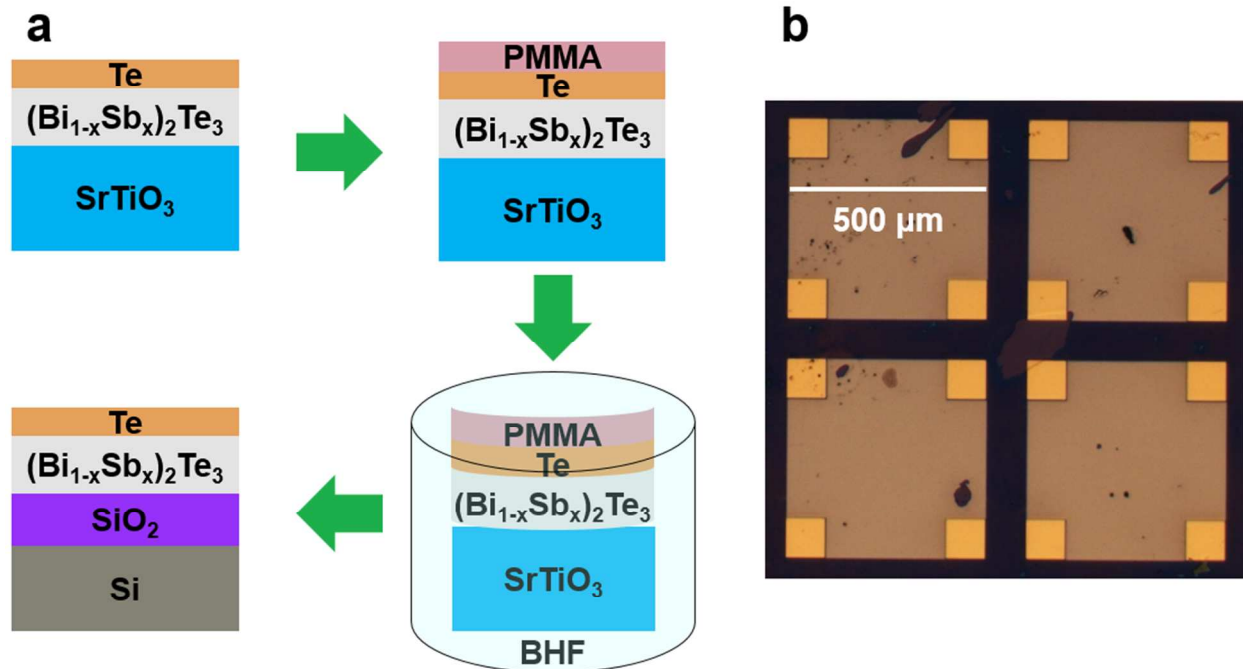 a
b
Te
(Bi₁₋ₓSbₓ)₂Te₃
SrTiO₃
PMMA
Te
(Bi₁₋ₓSbₓ)₂Te₃
SrTiO₃
500 µm
Te
(Bi₁₋ₓSbₓ)₂Te₃
SiO₂
Si
PMMA
Te
(Bi₁₋ₓSbₓ)₂Te₃
SrTiO₃
BHF